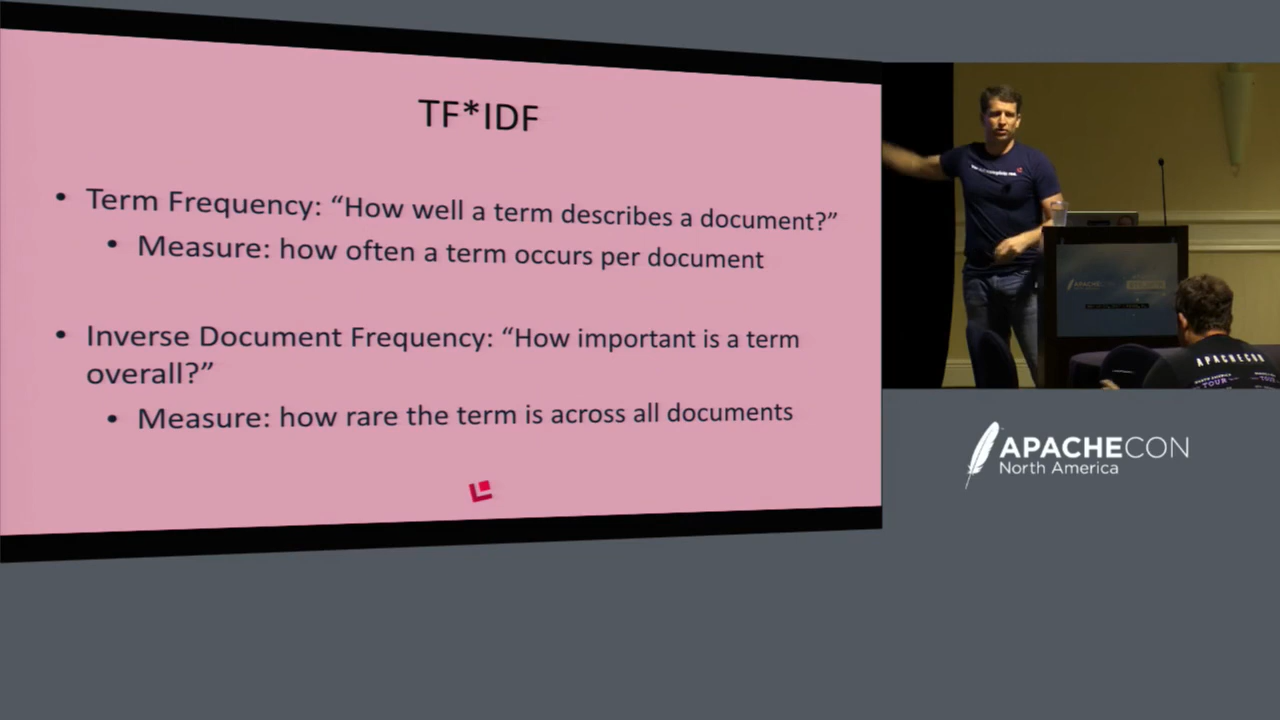 TF*IDF
• Term Frequency: “How well a term describes a document?”
• Measure: how often a term occurs per document
• Inverse Document Frequency: “How important is a term
overall?”
• Measure: how rare the term is across all documents
APACHECON
APACHECON
North America